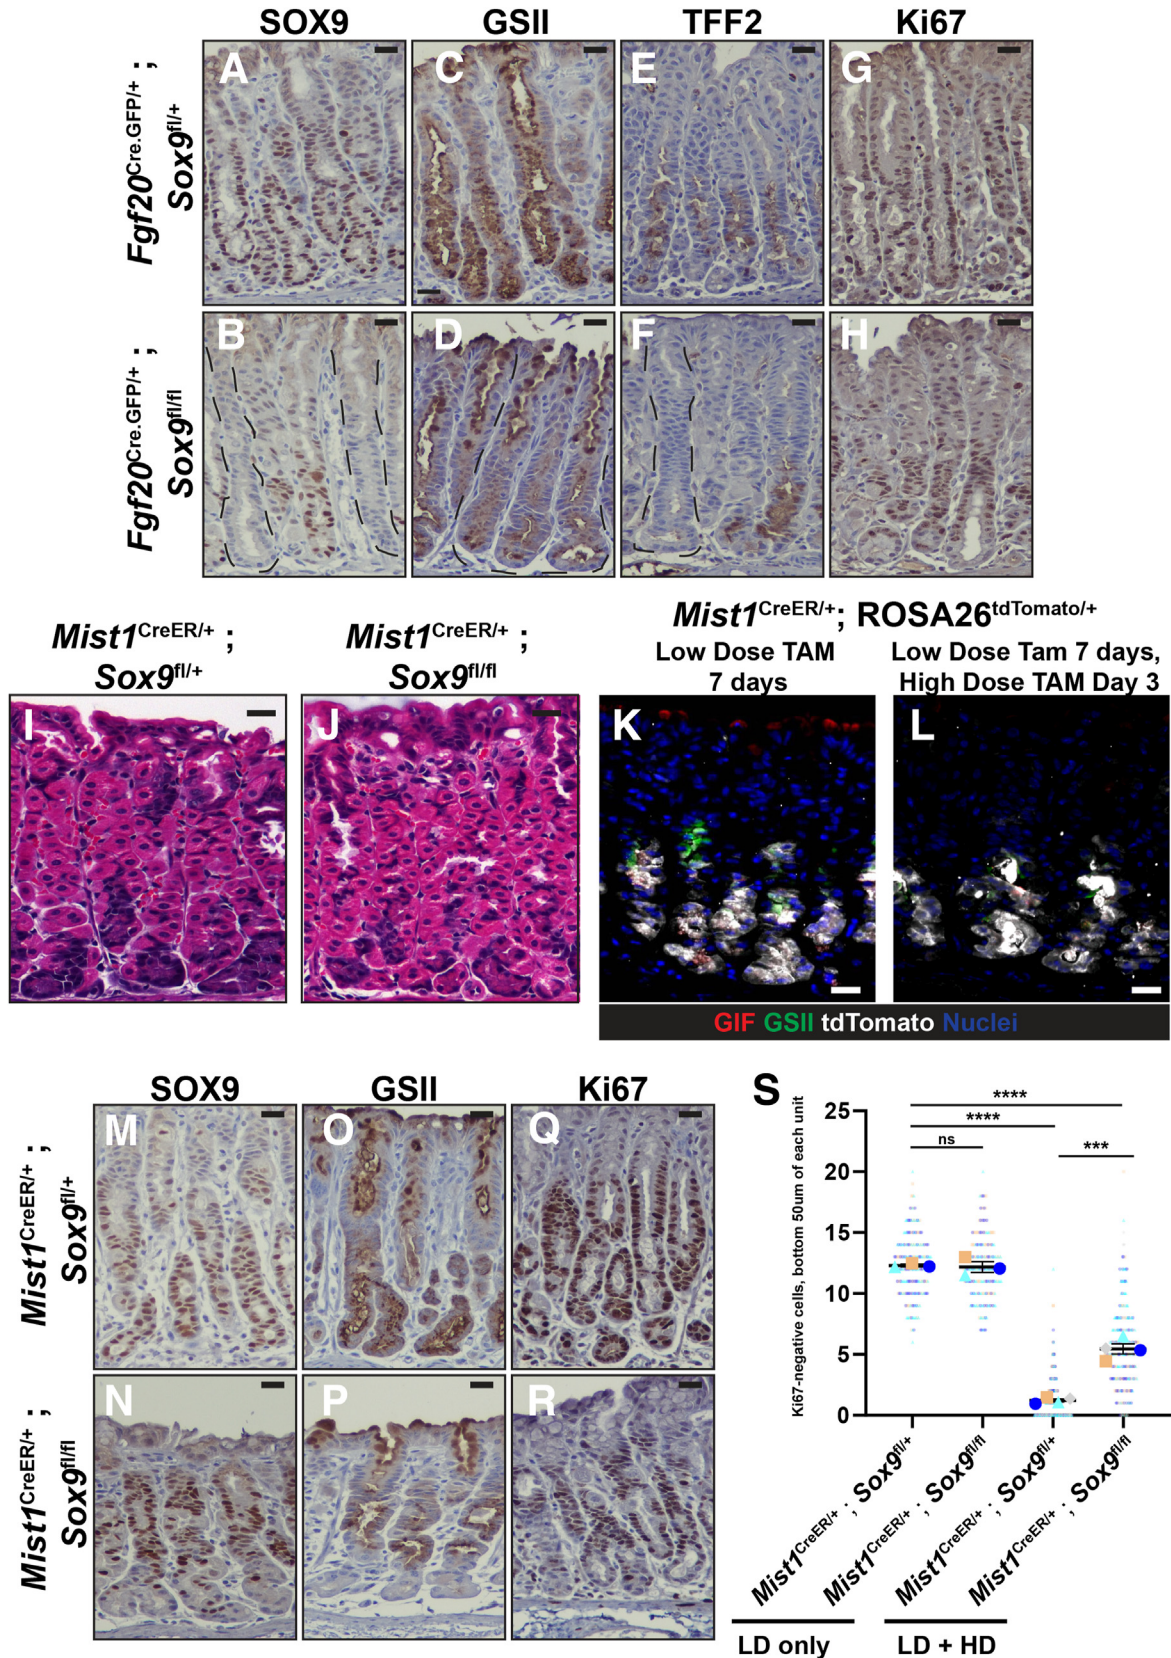 SOX9 GSII TFF2 Ki67
Fgf20Cre.GFP/+ ;
Sox9fl/+
A C E G
Fgf20Cre.GFP/+ ;
Sox9fl/fl
B D F H
Mist1CreER/+ ;
Sox9fl/+
Mist1CreER/+ ;
Sox9fl/fl
Mist1CreER/+; ROSA26tdTomato/+
Low Dose TAM
7 days
Low Dose Tam 7 days,
High Dose TAM Day 3
I J K L
GIF GSII tdTomato Nuclei
SOX9 GSII Ki67
Mist1CreER/+ ;
Sox9fl/+
M O Q
Mist1CreER/+ ;
Sox9fl/fl
N P R
S
Ki67-negative cells, bottom 50um of each unit
25
20
15
10
5
0
****
****
ns
***
Mist1CreER/+ ; Sox9fl/+
Mist1CreER/+ ; Sox9fl/fl
Mist1CreER/+ ; Sox9fl/+
Mist1CreER/+ ; Sox9fl/fl
LD only
LD + HD